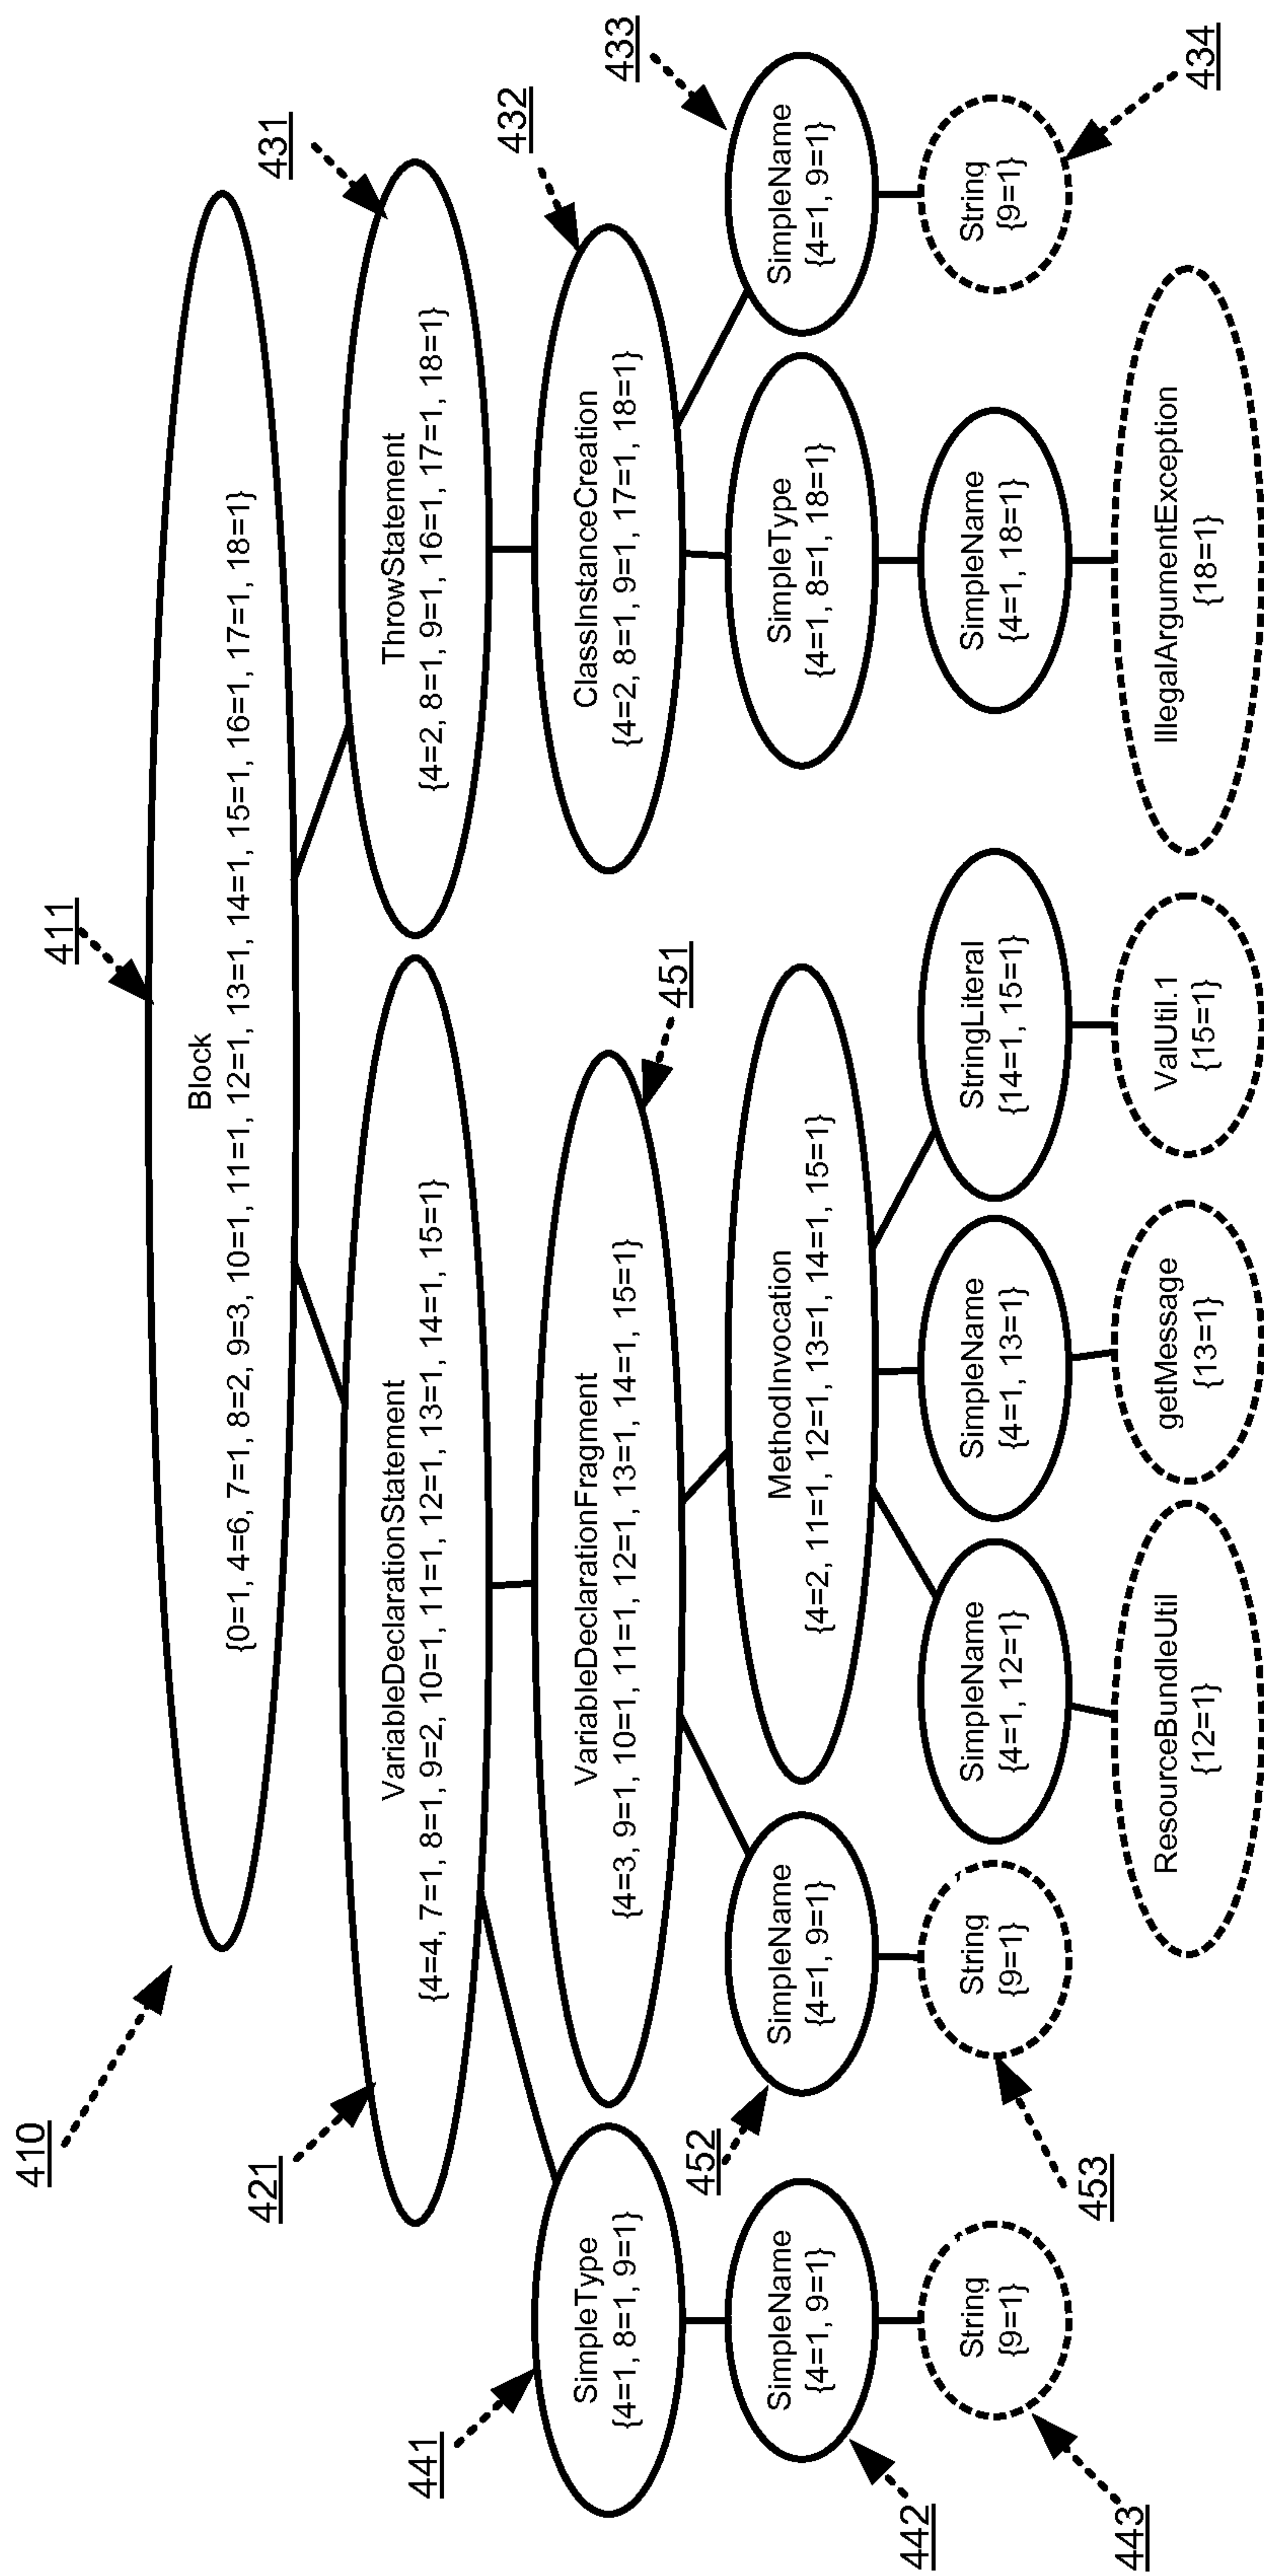 410
411
Block
{0=1, 4=6, 7=1, 8=2, 9=3, 10=1, 11=1, 12=1, 13=1, 14=1, 15=1, 16=1, 17=1, 18=1}
421
VariableDeclarationStatement
{4=4, 7=1, 8=1, 9=2, 10=1, 11=1, 12=1, 13=1, 14=1, 15=1}
431
ThrowStatement
{4=2, 8=1, 9=1, 16=1, 17=1, 18=1}
441
SimpleType
{4=1, 8=1, 9=1}
VariableDeclarationFragment
{4=3, 9=1, 10=1, 11=1, 12=1, 13=1, 14=1, 15=1}
451
432
ClassInstanceCreation
{4=2, 8=1, 9=1, 17=1, 18=1}
433
442
SimpleName
{4=1, 9=1}
452
SimpleName
{4=1, 9=1}
MethodInvocation
{4=2, 11=1, 12=1, 13=1, 14=1, 15=1}
SimpleType
{4=1, 8=1, 18=1}
SimpleName
{4=1, 9=1}
443
String
{9=1}
453
String
{9=1}
SimpleName
{4=1, 12=1}
SimpleName
{4=1, 13=1}
StringLiteral
{14=1, 15=1}
SimpleName
{4=1, 18=1}
String
{9=1}
434
ResourceBundleUtil
{12=1}
getMessage
{13=1}
ValUtil.1
{15=1}
IllegalArgumentException
{18=1}